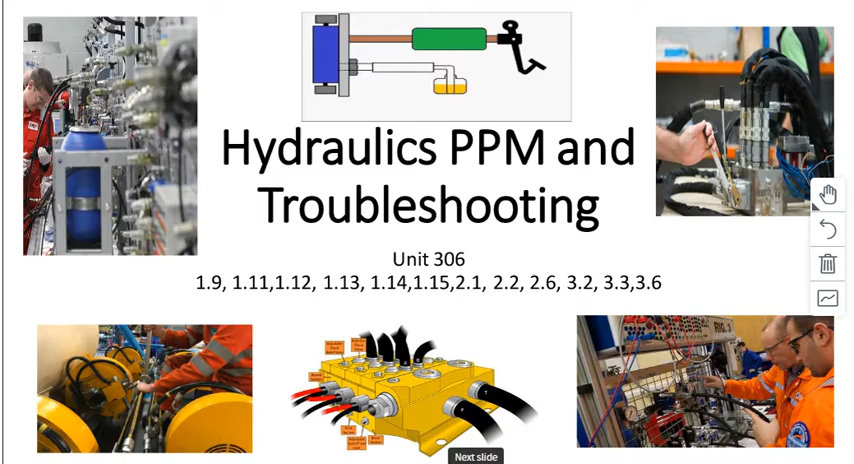 Hydraulics PPM and
Troubleshooting
Unit 306
1.9, 1.11,1.12, 1.13, 1.14,1.15,2.1, 2.2, 2.6, 3.2, 3.3,3.6
Next slide